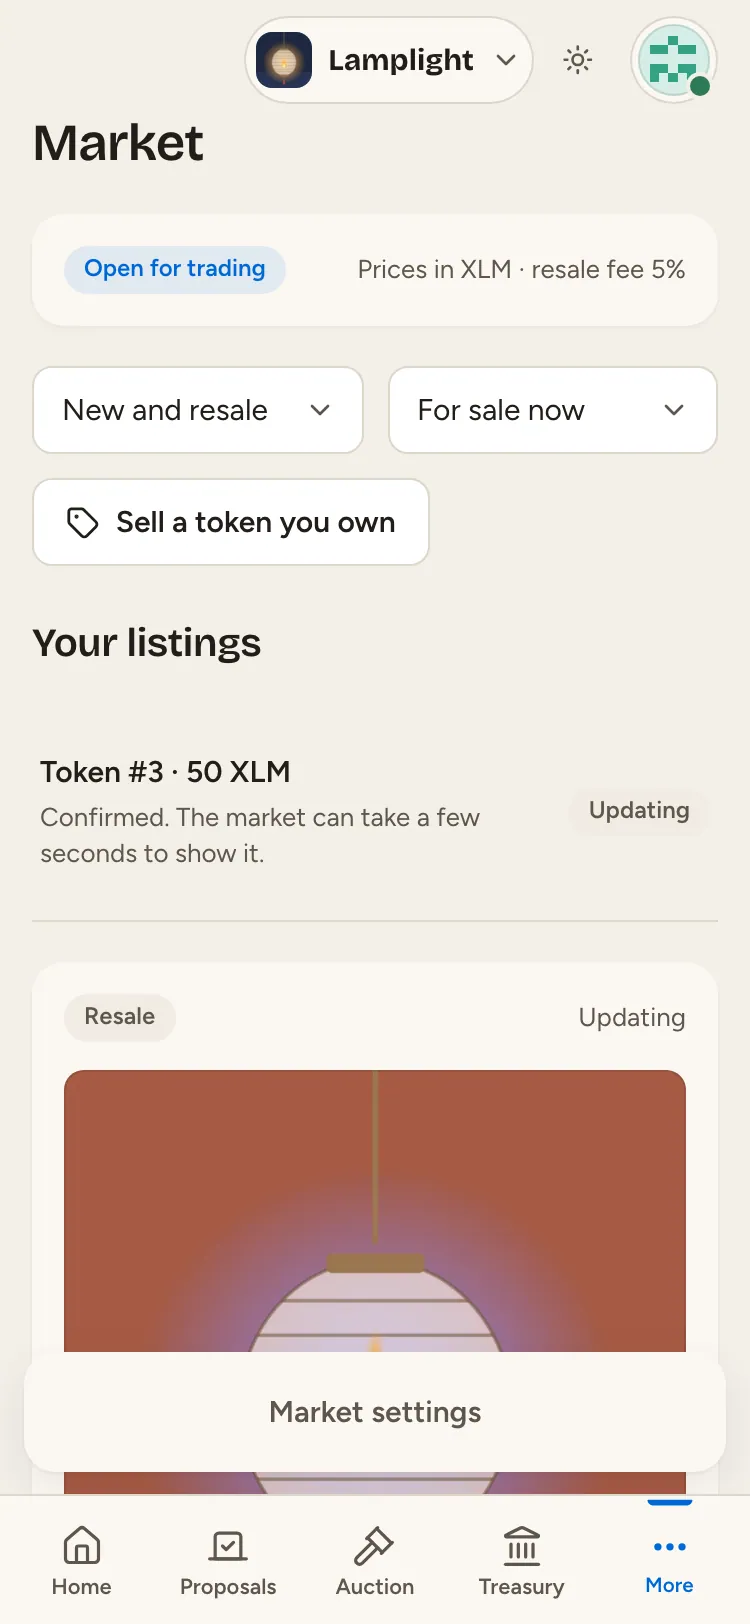 Lamplight
Market
Open for trading
Prices in XLM · resale fee 5%
New and resale
For sale now
Sell a token you own
Your listings
Token #3 · 50 XLM
Confirmed. The market can take a few
seconds to show it.
Updating
Resale
Updating
Market settings
Home
Proposals
Auction
Treasury
More